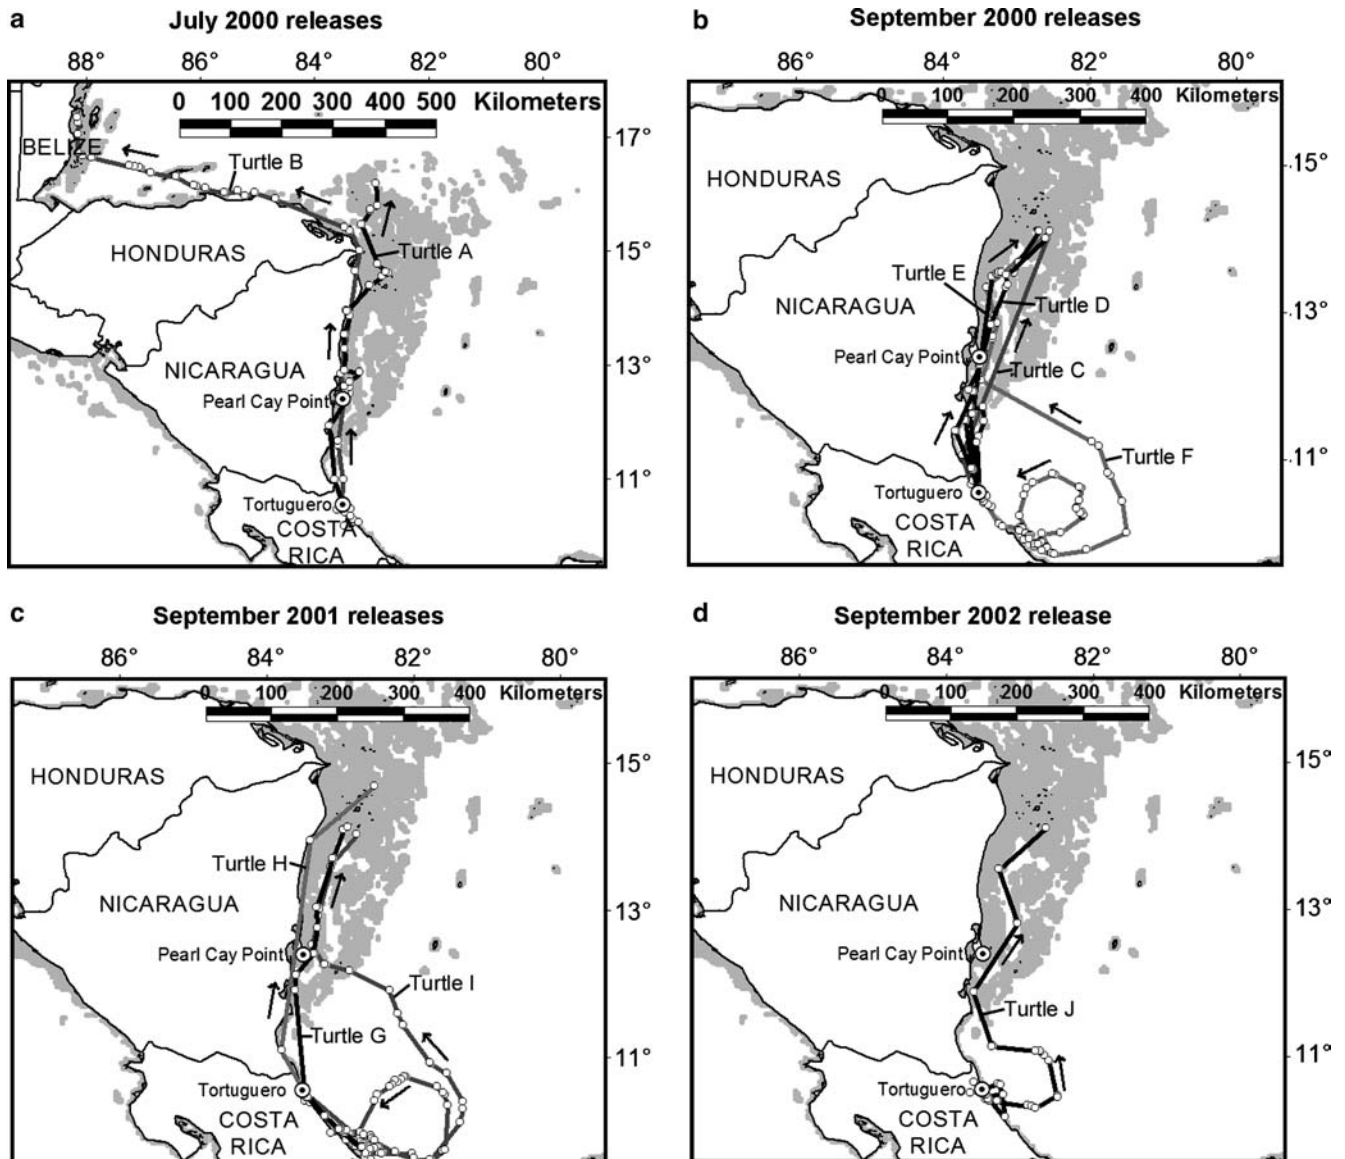 a
July 2000 releases
88° 86° 84° 82° 80°
0 100 200 300 400 500 Kilometers
17°
BELIZE
Turtle B
HONDURAS
15°
Turtle A
NICARAGUA
13°
Pearl Cay Point
11°
Tortuguero
COSTA
RICA
b
September 2000 releases
86° 84° 82° 80°
0 100 200 300 400 Kilometers
15°
HONDURAS
Turtle E
NICARAGUA
Turtle D
13°
Pearl Cay Point
Turtle C
11°
Turtle F
Tortuguero
COSTA
RICA
c
September 2001 releases
86° 84° 82° 80°
0 100 200 300 400 Kilometers
15°
HONDURAS
Turtle H
NICARAGUA
13°
Pearl Cay Point
Turtle I
Turtle G
11°
Tortuguero
COSTA
RICA
d
September 2002 release
86° 84° 82° 80°
0 100 200 300 400 Kilometers
15°
HONDURAS
NICARAGUA
13°
Pearl Cay Point
Turtle J
11°
Tortuguero
COSTA
RICA